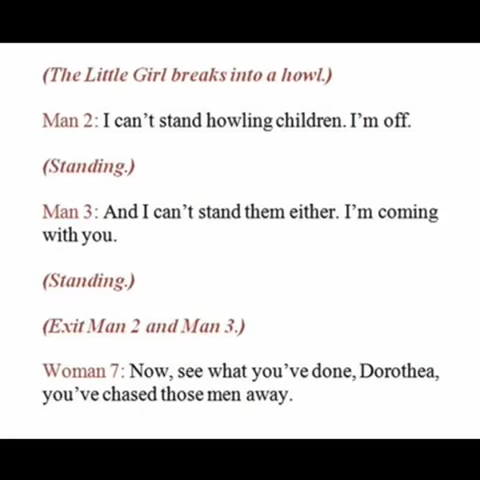 (The Little Girl breaks into a howl.)
Man 2: I can’t stand howling children. I’m off.
(Standing.)
Man 3: And I can’t stand them either. I’m coming
with you.
(Standing.)
(Exit Man 2 and Man 3.)
Woman 7: Now, see what you’ve done, Dorothea,
you’ve chased those men away.